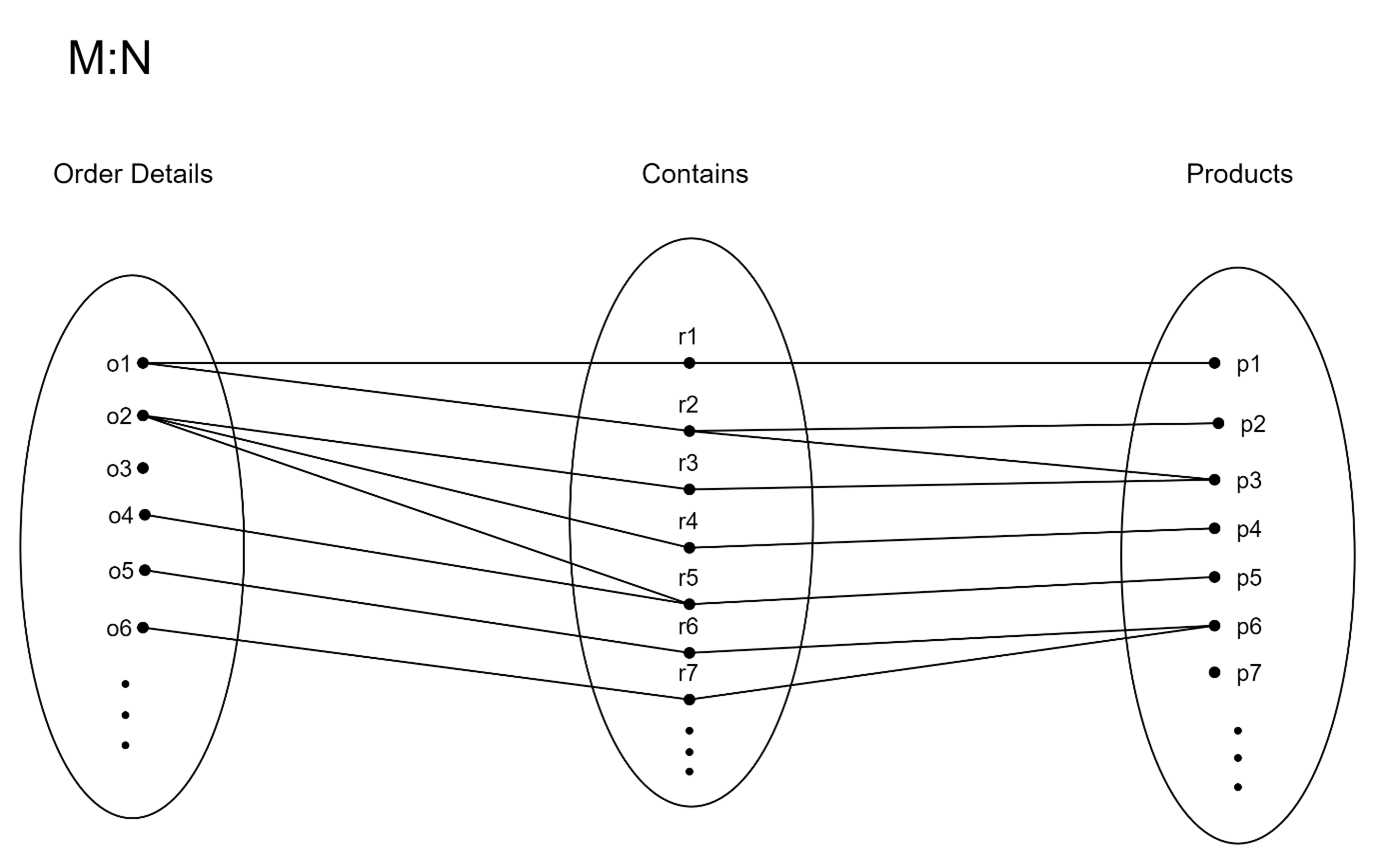 M:N
Order Details
Contains
Products
o1
o2
o3
o4
o5
o6
r1
r2
r3
r4
r5
r6
r7
p1
p2
p3
p4
p5
p6
p7